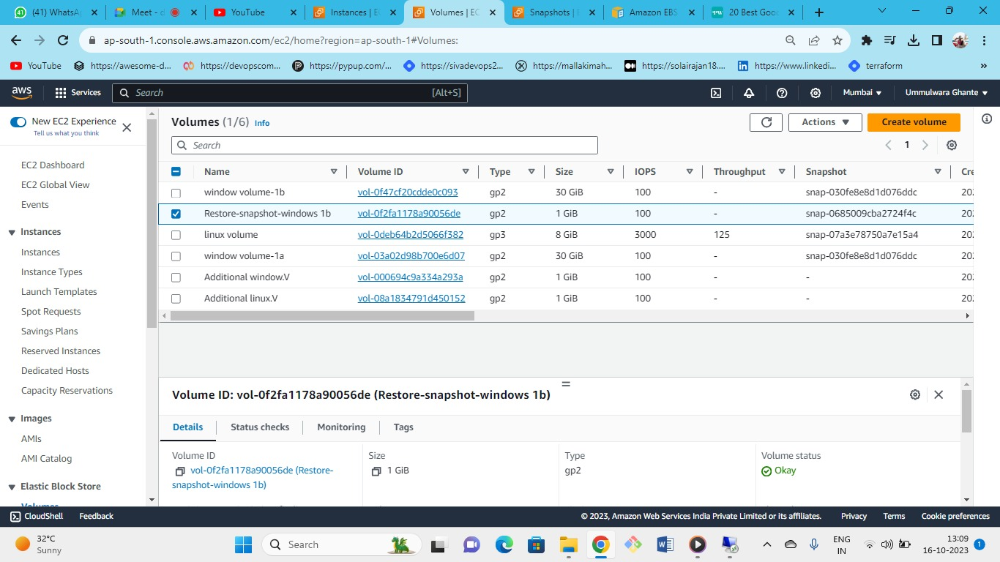 (41) WhatsA
Meet - d
YouTube
Instances | E
Volumes | EC
Snapshots | E
Amazon EBS
20 Best Goo
ap-south-1.console.aws.amazon.com/ec2/home?region=ap-south-1#Volumes:
YouTube
https://awesome-d...
https://devopscom...
https://pypup.com/...
https://sivadevops2...
https://mallakimah...
https://solairajan18....
https://www.linkedi...
terraform
aws
Services
Search
[Alt+S]
Mumbai
Ummulwara Ghante
New EC2 Experience
Tell us what you think
EC2 Dashboard
EC2 Global View
Events
Instances
Instances
Instance Types
Launch Templates
Spot Requests
Savings Plans
Reserved Instances
Dedicated Hosts
Capacity Reservations
Images
AMIs
AMI Catalog
Elastic Block Store
Volumes
Volumes (1/6) Info
Actions
Create volume
Search
1
Name Volume ID Type Size IOPS Throughput Snapshot Cre
window volume-1b vol-0f47cf20cdde0c093 gp2 30 GiB 100 - snap-030fe8e8d1d076ddc 202
Restore-snapshot-windows 1b vol-0f2fa1178a90056de gp2 1 GiB 100 - snap-0685009cba2724f4c 202
linux volume vol-0deb64b2d5066f382 gp3 8 GiB 3000 125 snap-07a3e78750a7e15a4 202
window volume-1a vol-03a02d98b700e6d07 gp2 30 GiB 100 - snap-030fe8e8d1d076ddc 202
Additional window.V vol-000694c9a334a293a gp2 1 GiB 100 - - 202
Additional linux.V vol-08a1834791d450152 gp2 1 GiB 100 - - 202
Volume ID: vol-0f2fa1178a90056de (Restore-snapshot-windows 1b)
Details
Status checks
Monitoring
Tags
Volume ID
vol-0f2fa1178a90056de (Restore-
snapshot-windows 1b)
Size
1 GiB
Type
gp2
Volume status
Okay
CloudShell
Feedback
© 2023, Amazon Web Services India Private Limited or its affiliates.
Privacy
Terms
Cookie preferences
32°C
Sunny
Search
ENG
IN
13:09
16-10-2023
1